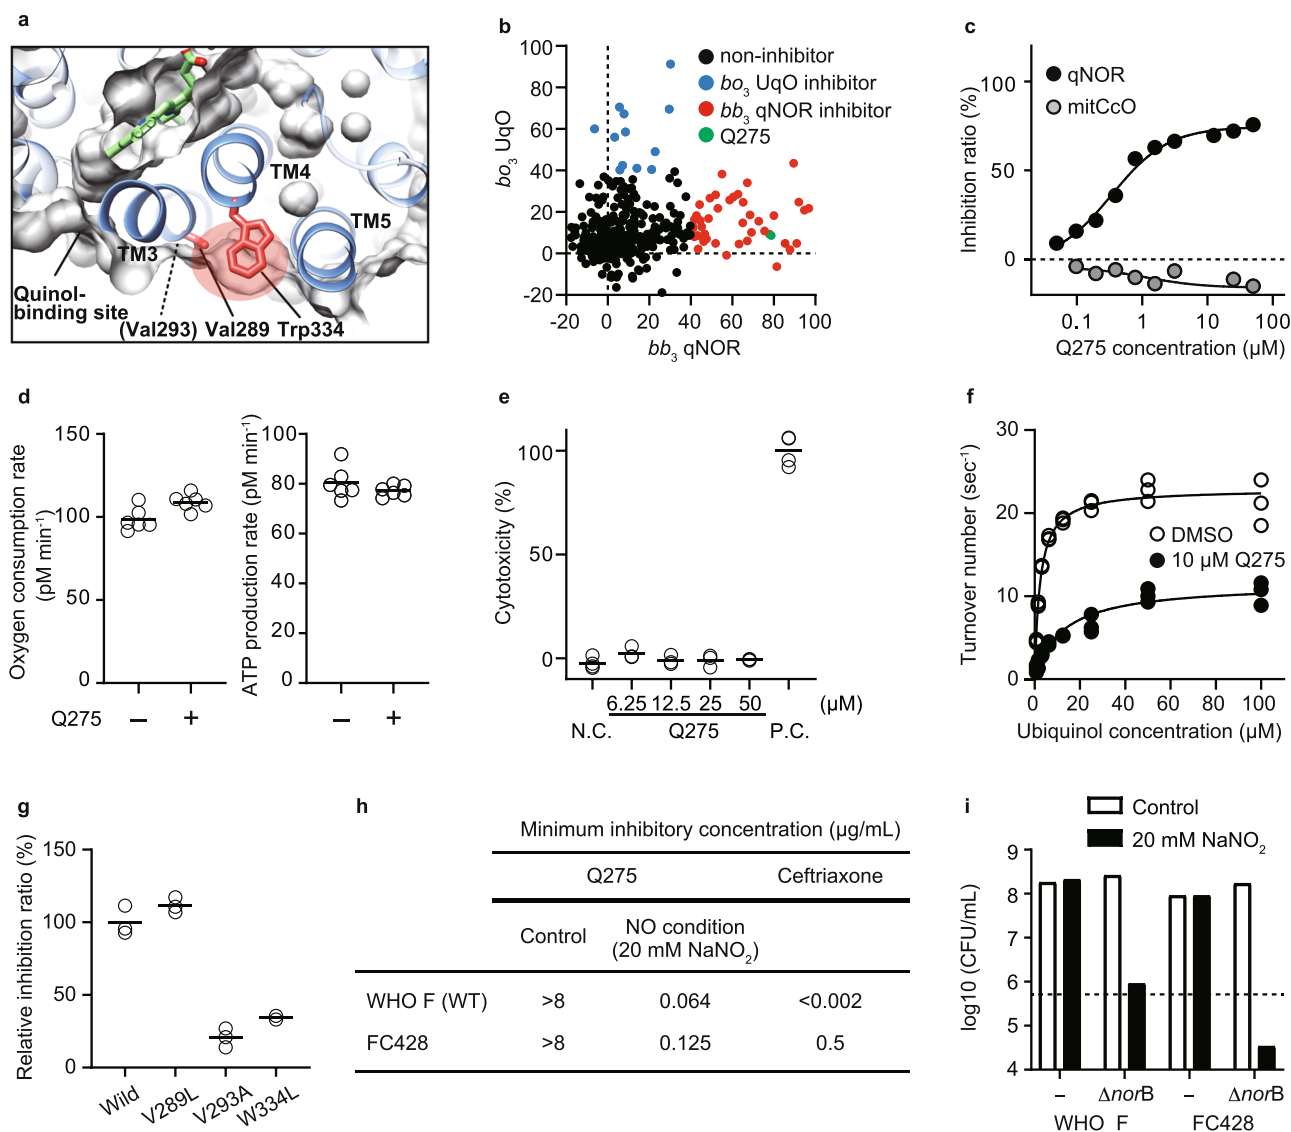 a
TM4
TM5
TM3
Quinol-
binding site
(Val293) Val289 Trp334
b
100
80
60
40
20
0
-20
-20 0 20 40 60 80 100
bo3 UqO
bb3 qNOR
non-inhibitor
bo3 UqO inhibitor
bb3 qNOR inhibitor
Q275
c
Inhibition ratio (%)
100
50
0
qNOR
mitCcO
0.1 1 10 100
Q275 concentration (µM)
d
Oxygen consumption rate
(pM min-1)
150
100
50
0
ATP production rate (pM min-1)
100
80
60
40
20
0
Q275 – + – +
e
Cytotoxicity (%)
100
50
0
6.25 12.5 25 50 (µM)
N.C. Q275 P.C.
f
Turnover number (sec-1)
30
20
10
0
DMSO
10 µM Q275
0 20 40 60 80 100
Ubiquinol concentration (µM)
g
Relative inhibition ratio (%)
150
100
50
0
Wild V289L V293A W334L
h
Minimum inhibitory concentration (µg/mL)
Q275 Ceftriaxone
Control NO condition
(20 mM NaNO2)
WHO F (WT) >8 0.064 <0.002
FC428 >8 0.125 0.5
i
Control
20 mM NaNO2
log10 (CFU/mL)
9
8
7
6
5
4
– ΔnorB – ΔnorB
WHO F FC428